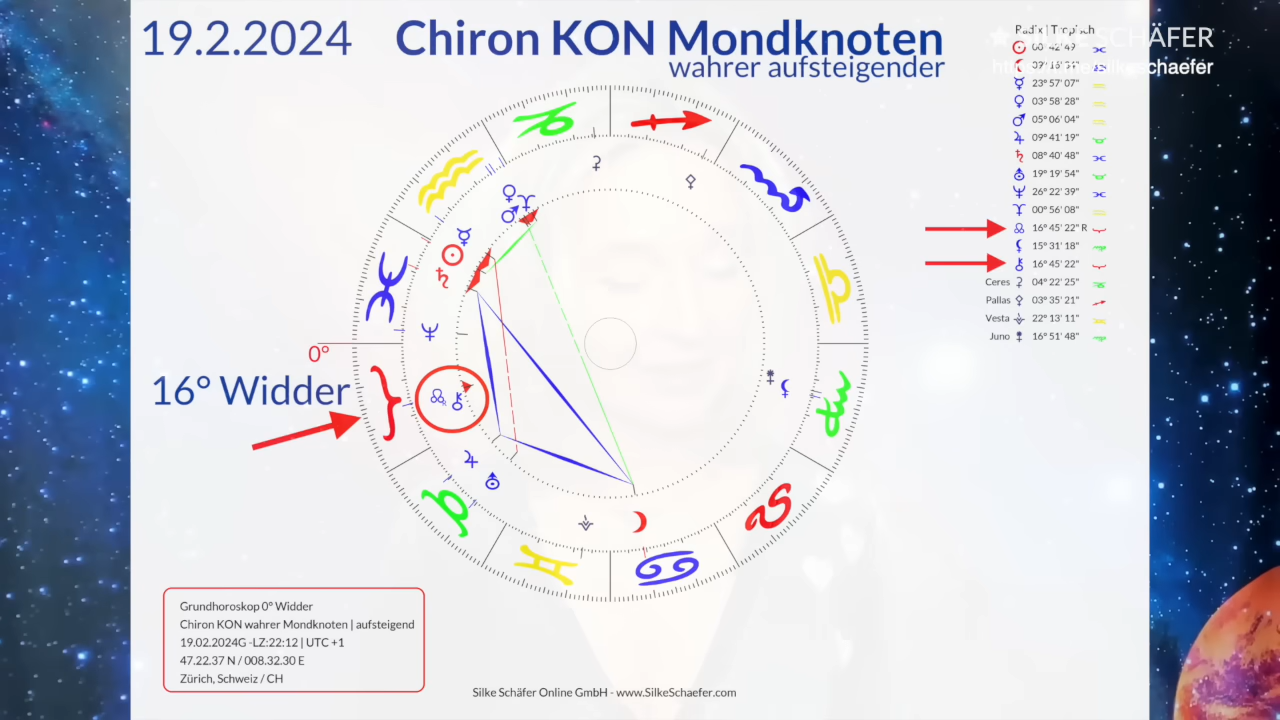 19.2.2024 Chiron KON Mondknoten
wahrer aufsteigender
SILKESCHÄFER
Radix | Tropisch
23° 57' 07"
03° 58' 28"
05° 06' 04"
09° 41' 19"
08° 40' 48"
19° 19' 54"
26° 22' 39"
00° 56' 08"
16° 45' 22" R
15° 31' 18"
16° 45' 22"
Ceres 04° 22' 25"
Pallas 03° 35' 21"
Vesta 22° 13' 11"
Juno 16° 51' 48"
0°
16° Widder
Grundhoroskop 0° Widder
Chiron KON wahrer Mondknoten | aufsteigend
19.02.2024G -LZ:22:12 | UTC +1
47.22.37 N / 008.32.30 E
Zürich, Schweiz / CH
Silke Schäfer Online GmbH - www.SilkeSchaefer.com